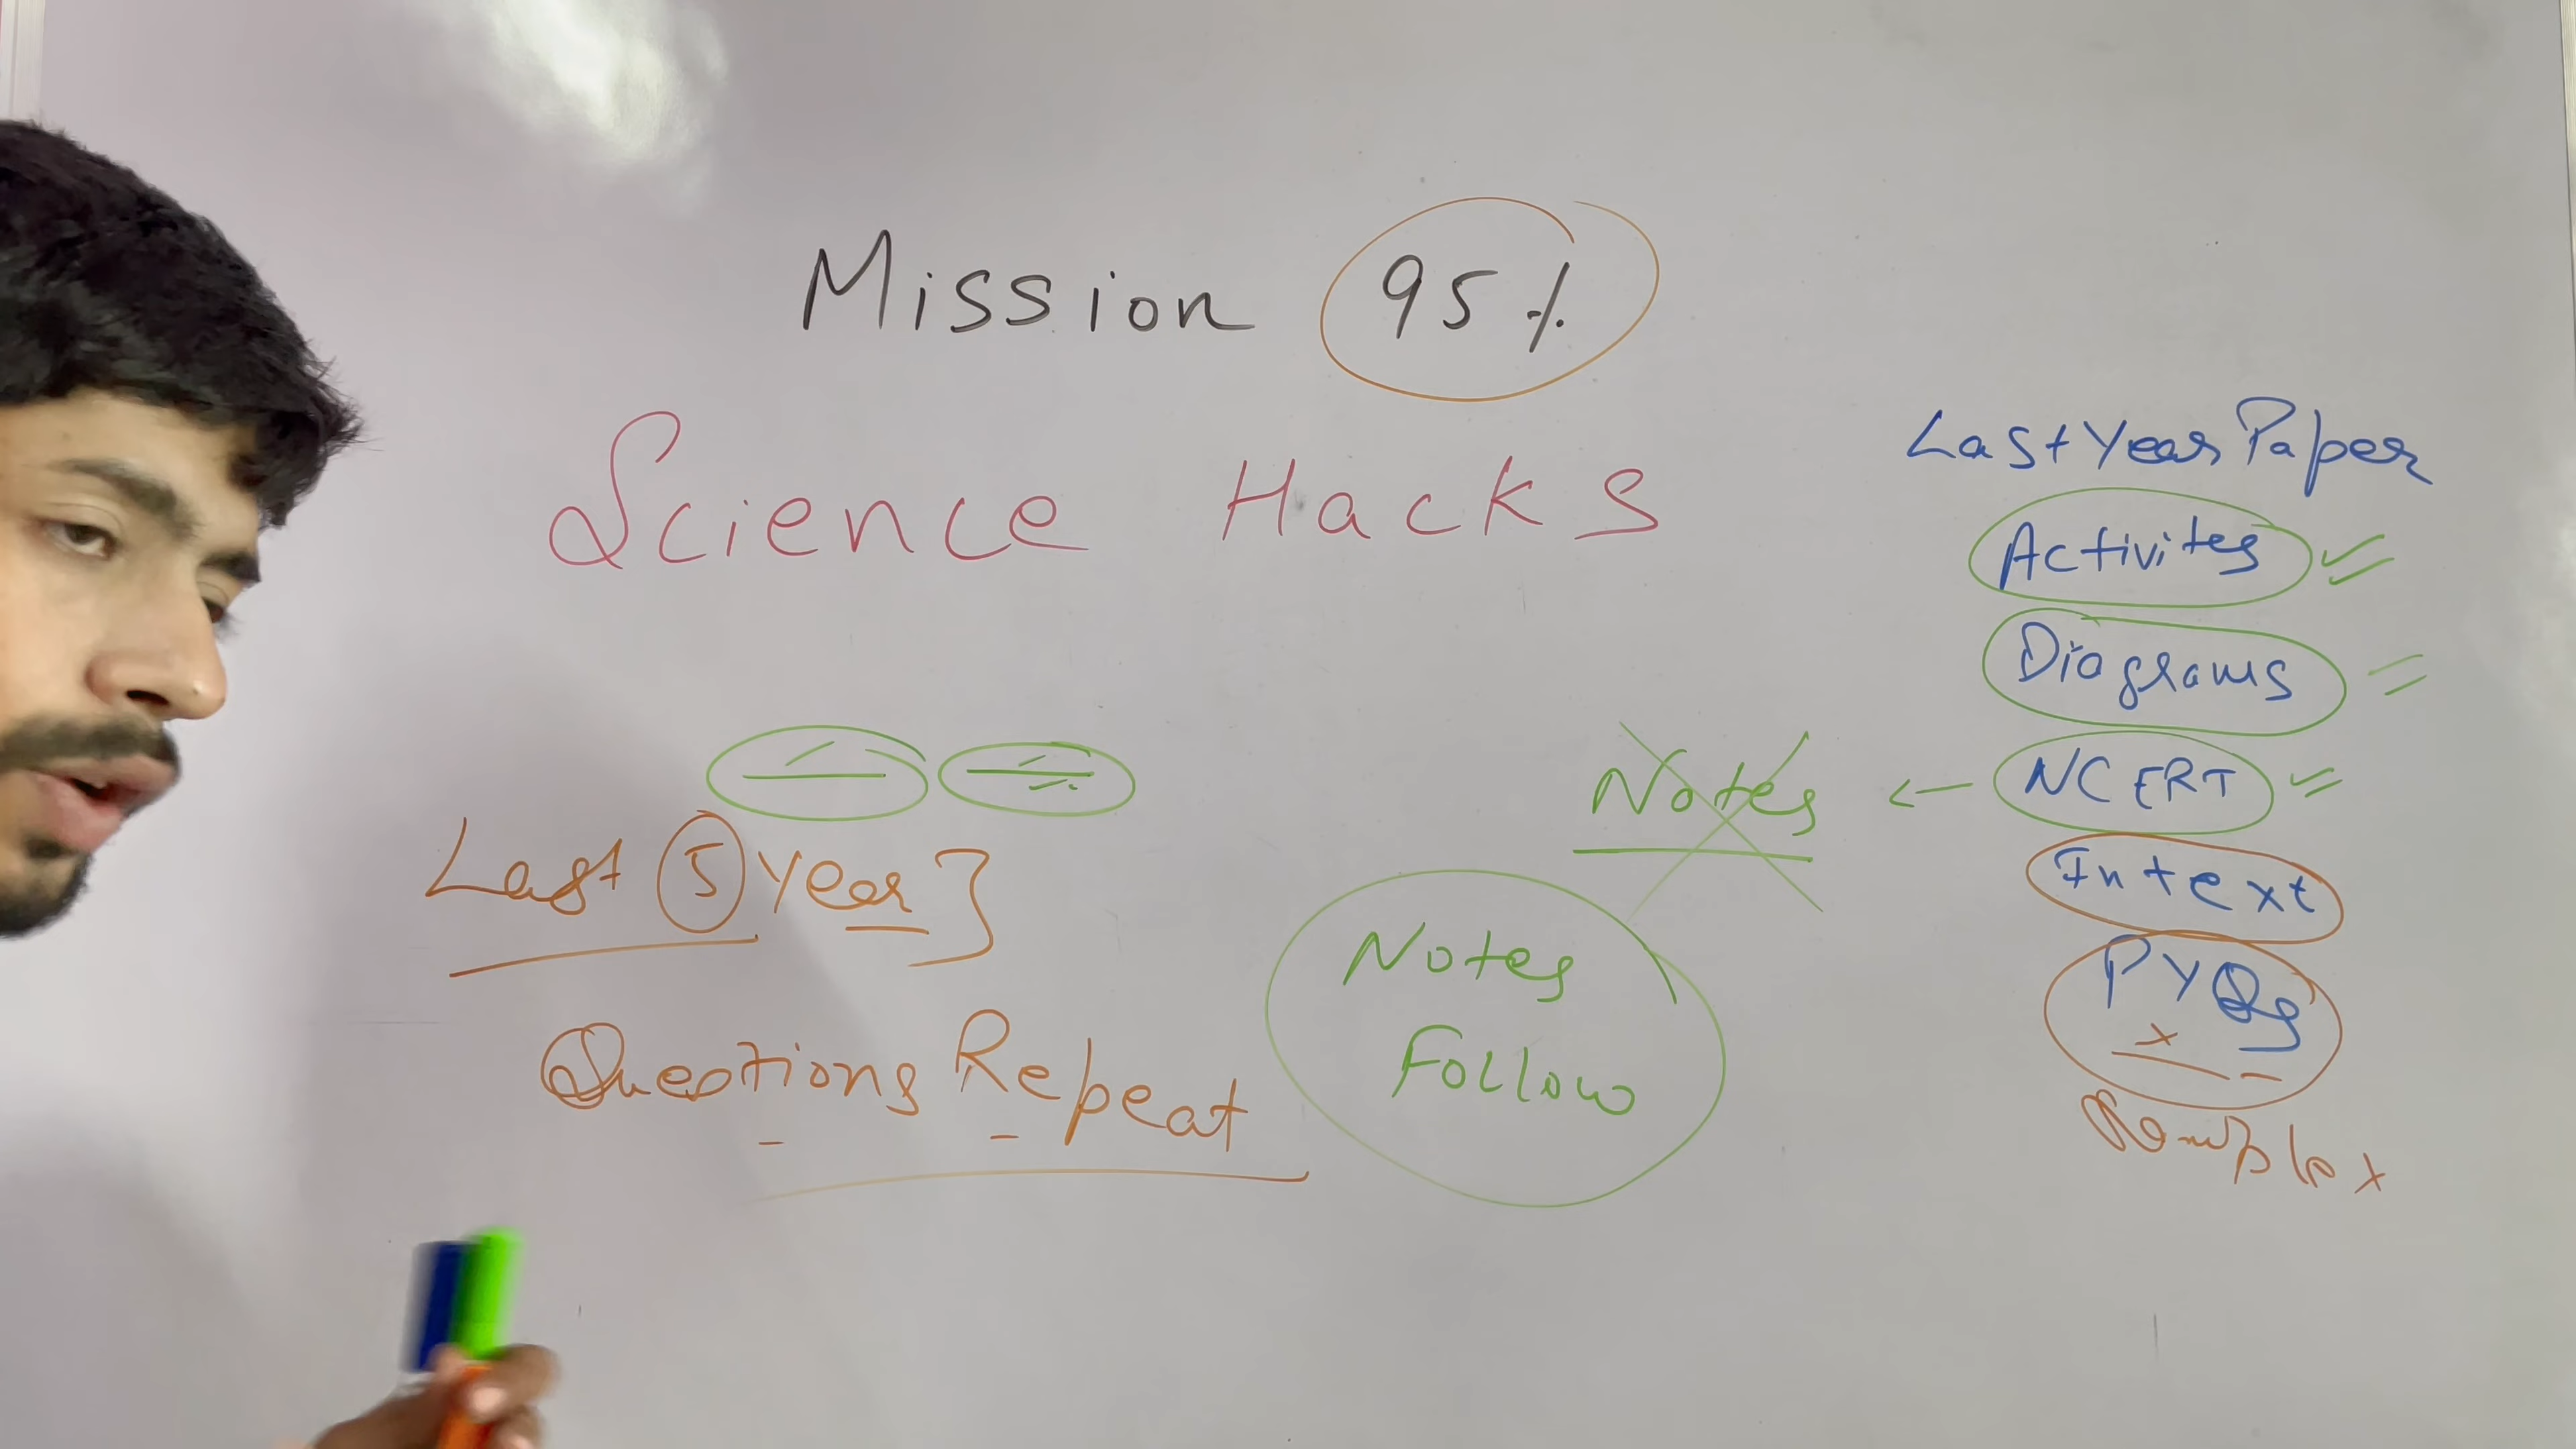 Mission 95%
Science Hacks
Last Year Paper
Activites
Diagrams
Notes ← NCERT
Last 5 Year]
Intext
Notes
Follow
PYQs
Questions Repeat